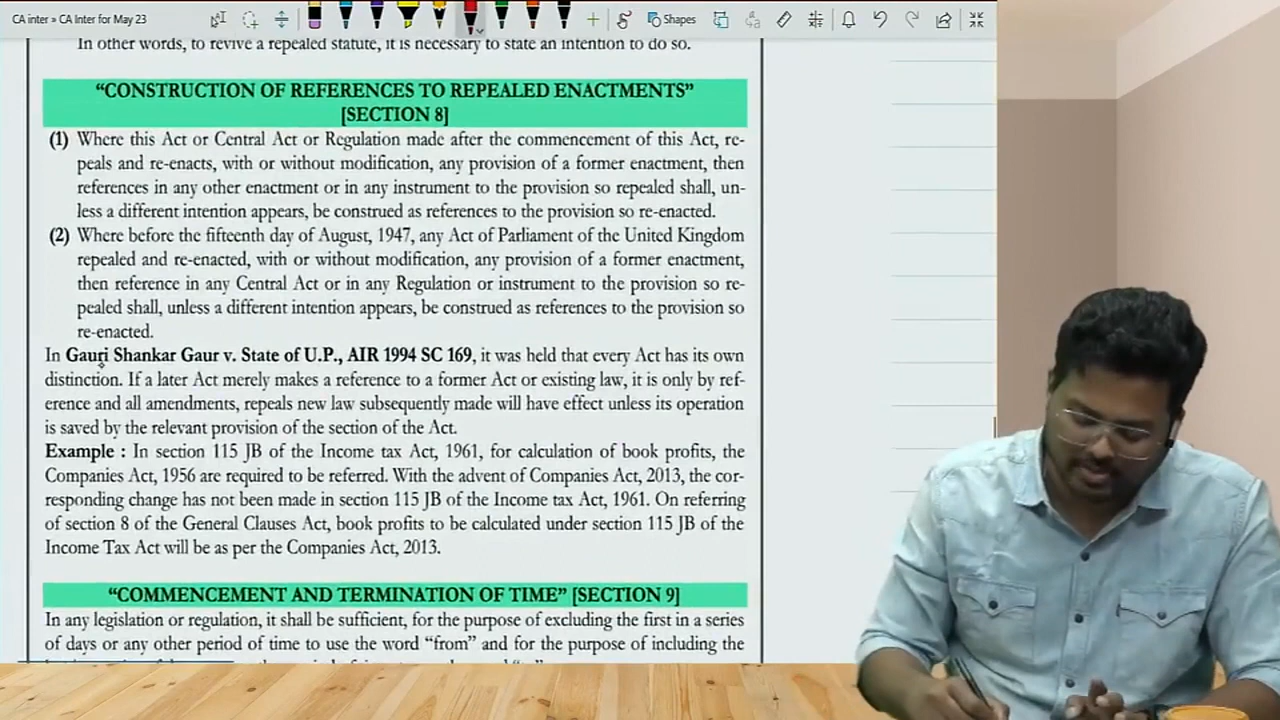 CA inter » CA Inter for May 23
Shapes
In other words, to revive a repealed statute, it is necessary to state an intention to do so.
“CONSTRUCTION OF REFERENCES TO REPEALED ENACTMENTS”
[SECTION 8]
(1) Where this Act or Central Act or Regulation made after the commencement of this Act, re-
peals and re-enacts, with or without modification, any provision of a former enactment, then
references in any other enactment or in any instrument to the provision so repealed shall, un-
less a different intention appears, be construed as references to the provision so re-enacted.
(2) Where before the fifteenth day of August, 1947, any Act of Parliament of the United Kingdom
repealed and re-enacted, with or without modification, any provision of a former enactment,
then reference in any Central Act or in any Regulation or instrument to the provision so re-
pealed shall, unless a different intention appears, be construed as references to the provision so
re-enacted.
In Gauri Shankar Gaur v. State of U.P., AIR 1994 SC 169, it was held that every Act has its own
distinction. If a later Act merely makes a reference to a former Act or existing law, it is only by ref-
erence and all amendments, repeals new law subsequently made will have effect unless its operation
is saved by the relevant provision of the section of the Act.
Example : In section 115 JB of the Income tax Act, 1961, for calculation of book profits, the
Companies Act, 1956 are required to be referred. With the advent of Companies Act, 2013, the cor-
responding change has not been made in section 115 JB of the Income tax Act, 1961. On referring
of section 8 of the General Clauses Act, book profits to be calculated under section 115 JB of the
Income Tax Act will be as per the Companies Act, 2013.
“COMMENCEMENT AND TERMINATION OF TIME” [SECTION 9]
In any legislation or regulation, it shall be sufficient, for the purpose of excluding the first in a series
of days or any other period of time to use the word “from” and for the purpose of including the